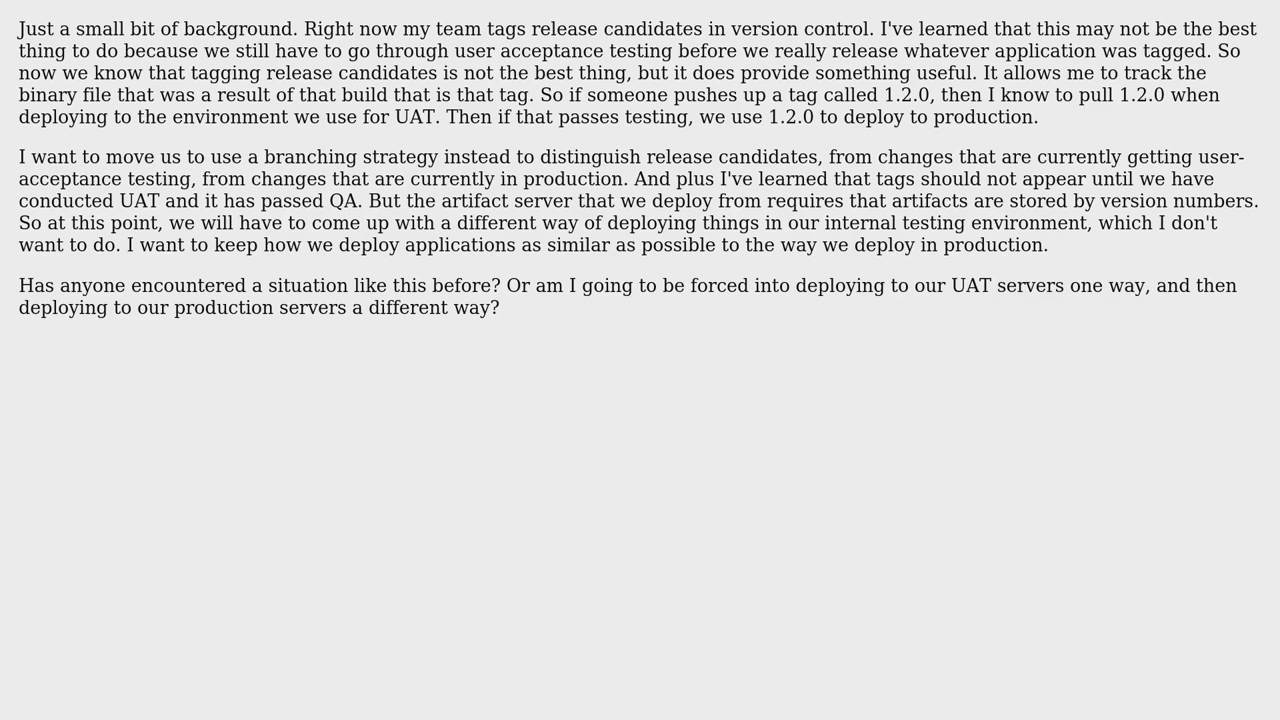 Just a small bit of background. Right now my team tags release candidates in version control. I've learned that this may not be the best
thing to do because we still have to go through user acceptance testing before we really release whatever application was tagged. So
now we know that tagging release candidates is not the best thing, but it does provide something useful. It allows me to track the
binary file that was a result of that build that is that tag. So if someone pushes up a tag called 1.2.0, then I know to pull 1.2.0 when
deploying to the environment we use for UAT. Then if that passes testing, we use 1.2.0 to deploy to production.
I want to move us to use a branching strategy instead to distinguish release candidates, from changes that are currently getting user-
acceptance testing, from changes that are currently in production. And plus I've learned that tags should not appear until we have
conducted UAT and it has passed QA. But the artifact server that we deploy from requires that artifacts are stored by version numbers.
So at this point, we will have to come up with a different way of deploying things in our internal testing environment, which I don't
want to do. I want to keep how we deploy applications as similar as possible to the way we deploy in production.
Has anyone encountered a situation like this before? Or am I going to be forced into deploying to our UAT servers one way, and then
deploying to our production servers a different way?